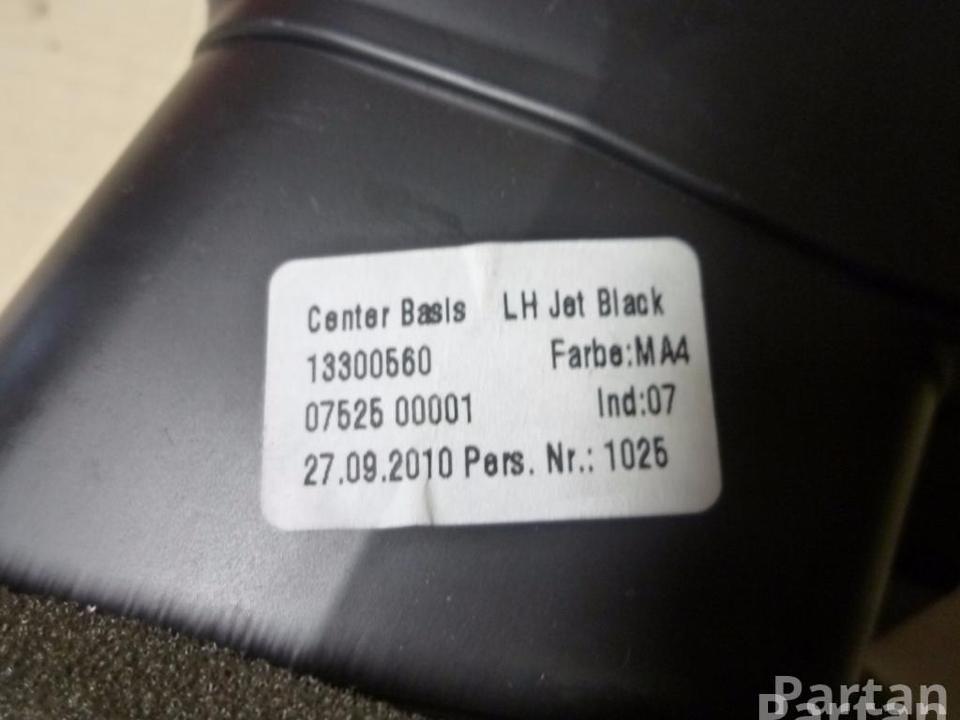 Center Basis LH Jet Black
13300560 Farbe:MA4
07525 00001 Ind:07
27.09.2010 Pers. Nr.: 1025
Partan
Partan